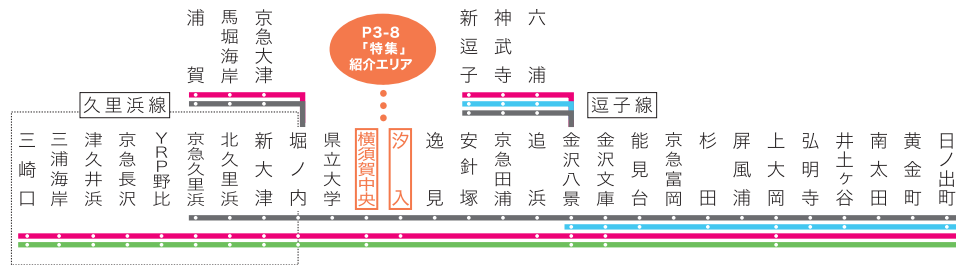 浦賀
馬堀海岸
京急大津
P3-8
「特集」
紹介エリア
新逗子
神武寺
六浦
久里浜線
逗子線
三崎口
三浦海岸
津久井浜
京急長沢
YRP野比
京急久里浜
北久里浜
新大津
堀ノ内
県立大学
横須賀中央
汐入
逸見
安針塚
京急田浦
追浜
金沢八景
金沢文庫
能見台
京急富岡
杉田
屏風浦
上大岡
弘明寺
井土ヶ谷
南太田
黄金町
日ノ出町